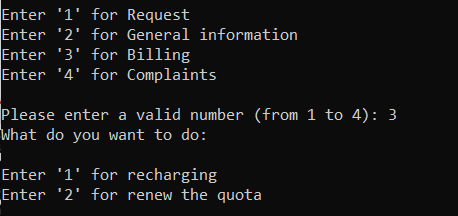 Enter '1' for Request
Enter '2' for General information
Enter '3' for Billing
Enter '4' for Complaints
Please enter a valid number (from 1 to 4): 3
What do you want to do:
Enter '1' for recharging
Enter '2' for renew the quota